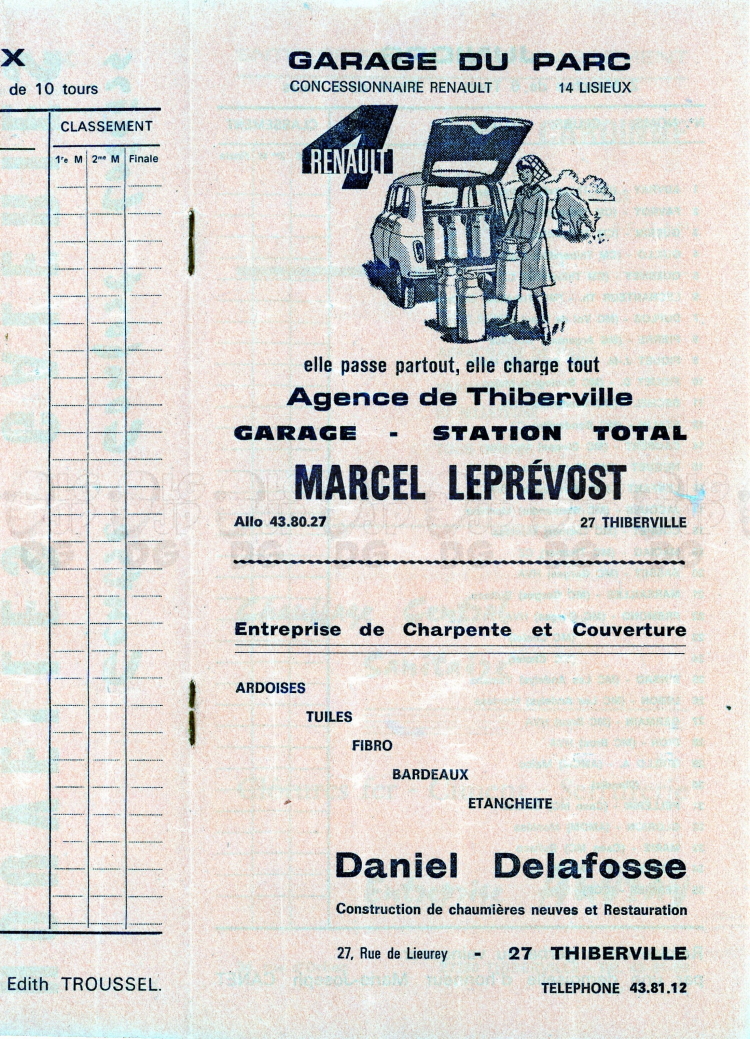 X
de 10 tours
CLASSEMENT
1re M 2me M Finale
Edith TROUSSEL.
GARAGE DU PARC
CONCESSIONNAIRE RENAULT 14 LISIEUX
4
RENAULT
elle passe partout, elle charge tout
Agence de Thiberville
GARAGE - STATION TOTAL
MARCEL LEPRÉVOST
Allo 43.80.27 27 THIBERVILLE
Entreprise de Charpente et Couverture
ARDOISES
TUILES
FIBRO
BARDEAUX
ETANCHEITE
Daniel Delafosse
Construction de chaumières neuves et Restauration
27, Rue de Lieurey - 27 THIBERVILLE
TELEPHONE 43.81.12